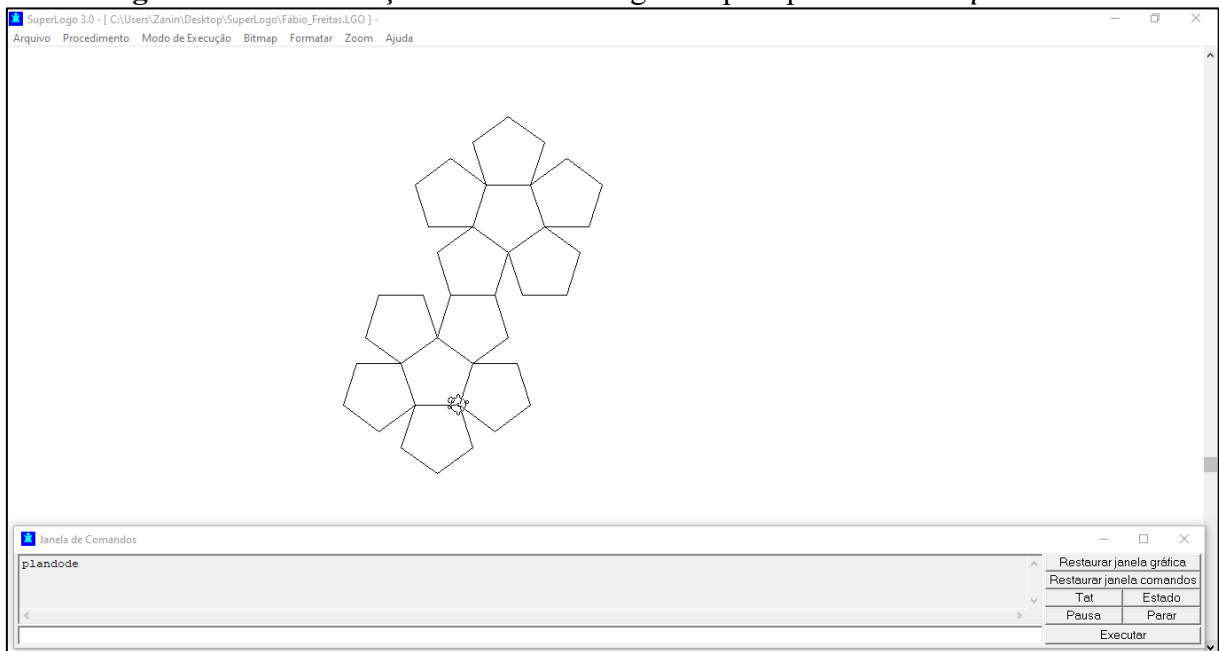 SuperLogo 3.0 - [ C:\Users\Zanin\Desktop\SuperLogo\Fábio_Freitas.LGO ] -
Arquivo Procedimento Modo de Execução Bitmap Formatar Zoom Ajuda
Janela de Comandos
plandode
Restaurar janela gráfica
Restaurar janela comandos
Tat Estado
Pausa Parar
Executar